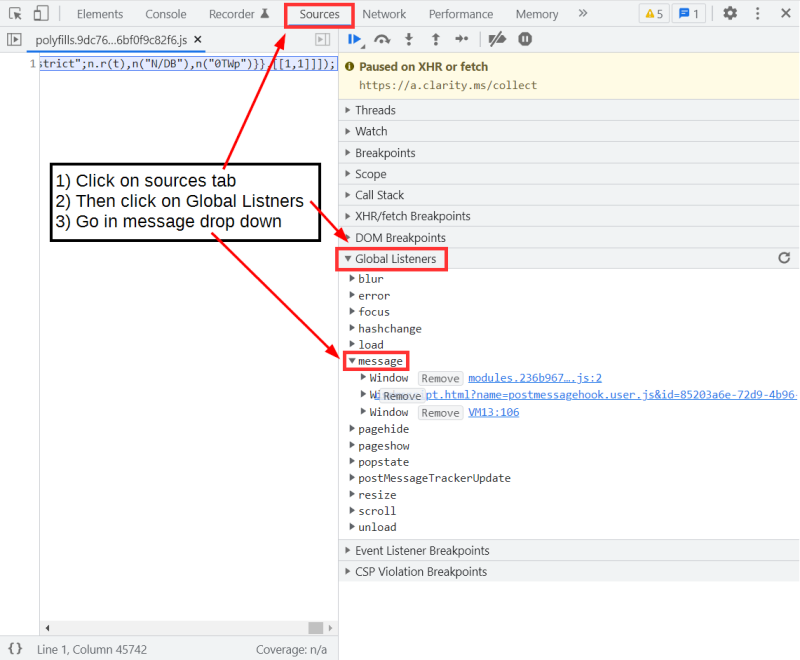 Elements Console Recorder Sources Network Performance Memory » 5 1
polyfills.9dc76...6bf0f9c82f6.js ×
1 strict";n.r(t),n("N/DB"),n("0TWp")}},[[1,1]]]);
Paused on XHR or fetch
https://a.clarity.ms/collect
Threads
Watch
Breakpoints
Scope
Call Stack
XHR/fetch Breakpoints
DOM Breakpoints
1) Click on sources tab
2) Then click on Global Listners
3) Go in message drop down
Global Listeners
blur
error
focus
hashchange
load
message
Window Remove modules.236b967….js:2
Remove pt.html?name=postmessagehook.user.js&id=85203a6e-72d9-4b96-
Window Remove VM13:106
pagehide
pageshow
popstate
postMessageTrackerUpdate
resize
scroll
unload
Event Listener Breakpoints
CSP Violation Breakpoints
{} Line 1, Column 45742 Coverage: n/a